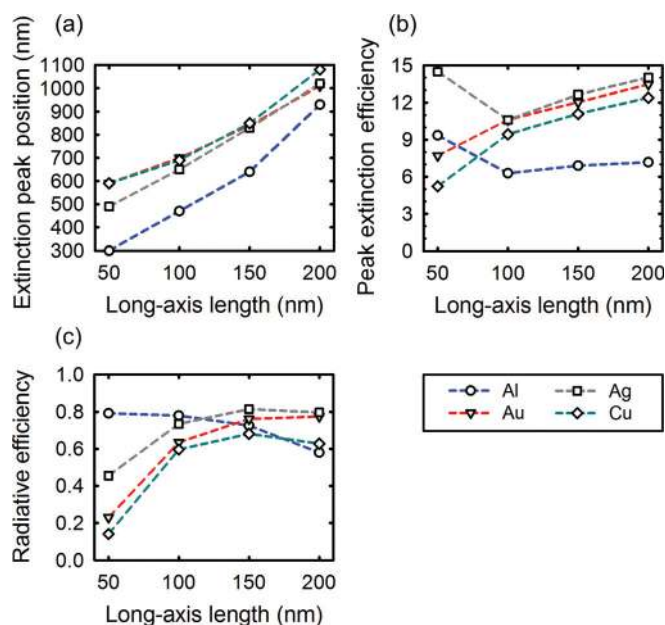 (a)
Extinction peak position (nm)
1100
1000
900
800
700
600
500
400
300
50 100 150 200
Long-axis length (nm)
(b)
Peak extinction efficiency
15
12
9
6
3
0
50 100 150 200
Long-axis length (nm)
(c)
Radiative efficiency
1.0
0.8
0.6
0.4
0.2
0.0
50 100 150 200
Long-axis length (nm)
Al Ag
Au Cu